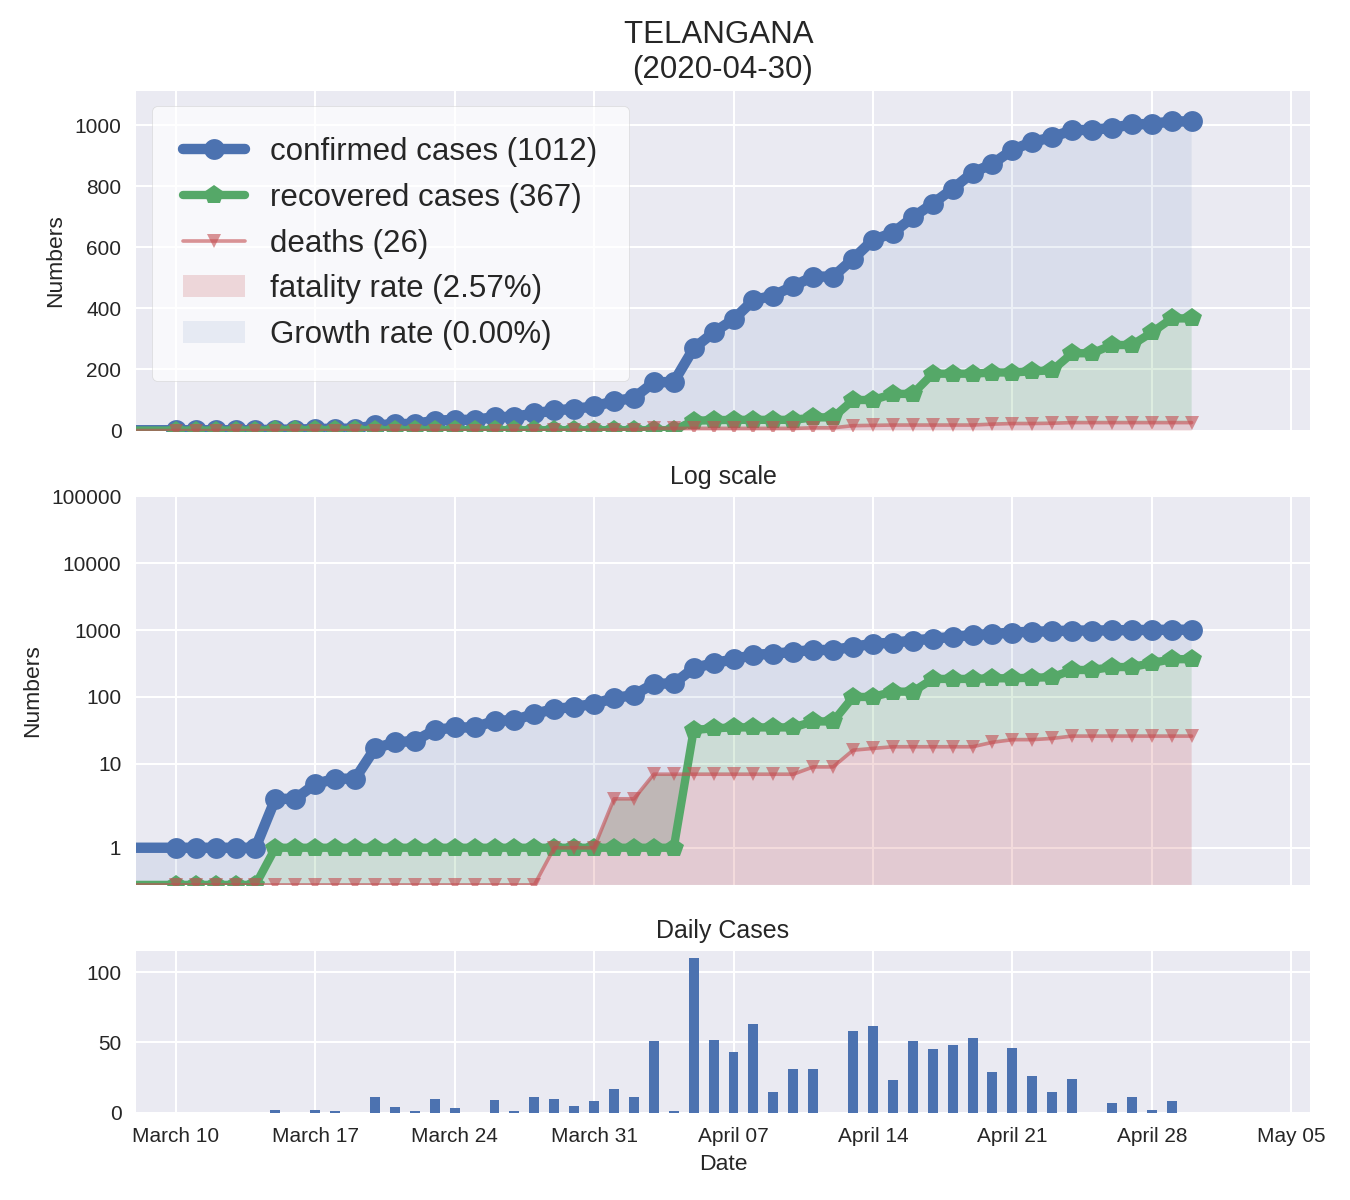 TELANGANA
(2020-04-30)
Numbers
1000
800
600
400
200
0
confirmed cases (1012)
recovered cases (367)
deaths (26)
fatality rate (2.57%)
Growth rate (0.00%)
Log scale
Numbers
100000
10000
1000
100
10
1
Daily Cases
100
50
0
March 10 March 17 March 24 March 31 April 07 April 14 April 21 April 28 May 05
Date